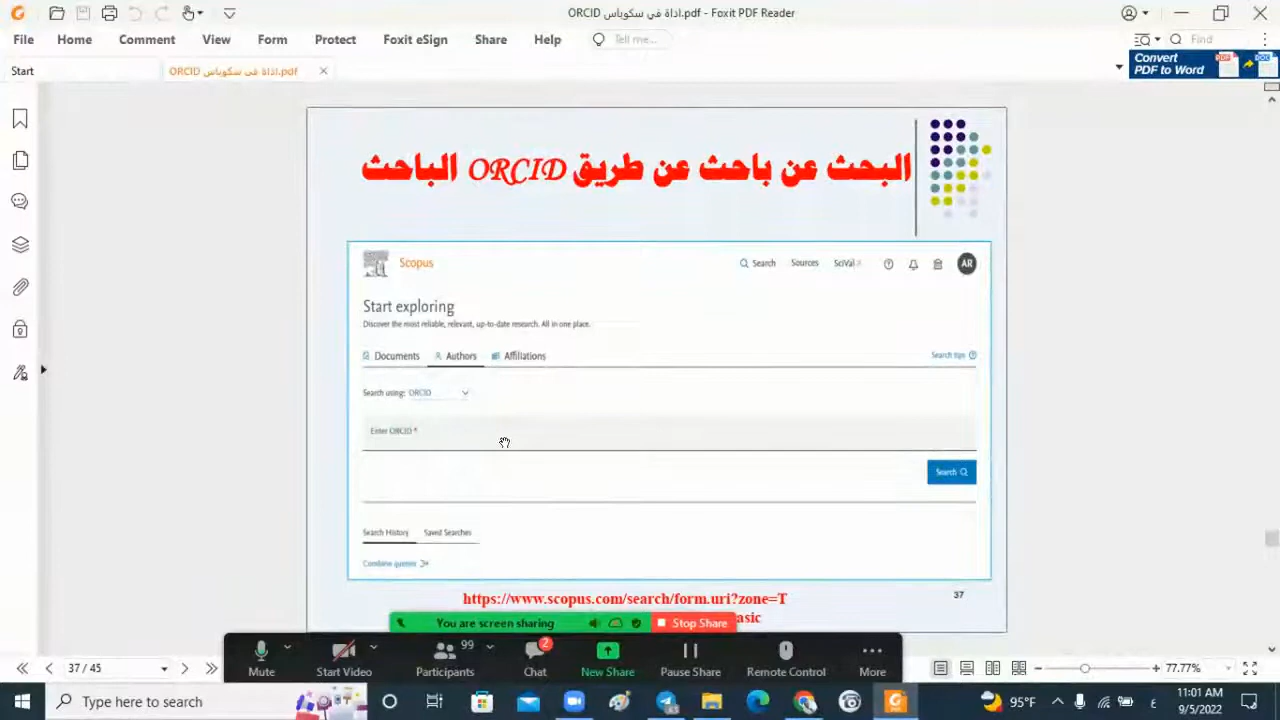 ORCID اداة في سكوباس.pdf - Foxit PDF Reader
File Home Comment View Form Protect Foxit eSign Share Help Tell me... Find
Start
ORCID اداة في سكوباس.pdf
Convert
PDF to Word
البحث عن باحث عن طريق ORCID الباحث
Scopus
Search Sources SciVal AR
Start exploring
Discover the most reliable, relevant, up-to-date research. All in one place.
Documents Authors Affiliations
Search tips
Search using: ORCID
Enter ORCID *
Search
Search History Saved Searches
Combine queries
37
https://www.scopus.com/search/form.uri?zone=T
asic
You are screen sharing Stop Share
99 2
Mute Start Video Participants Chat New Share Pause Share Remote Control More
37 / 45
77.77%
Type here to search
95°F
ع
11:01 AM
9/5/2022